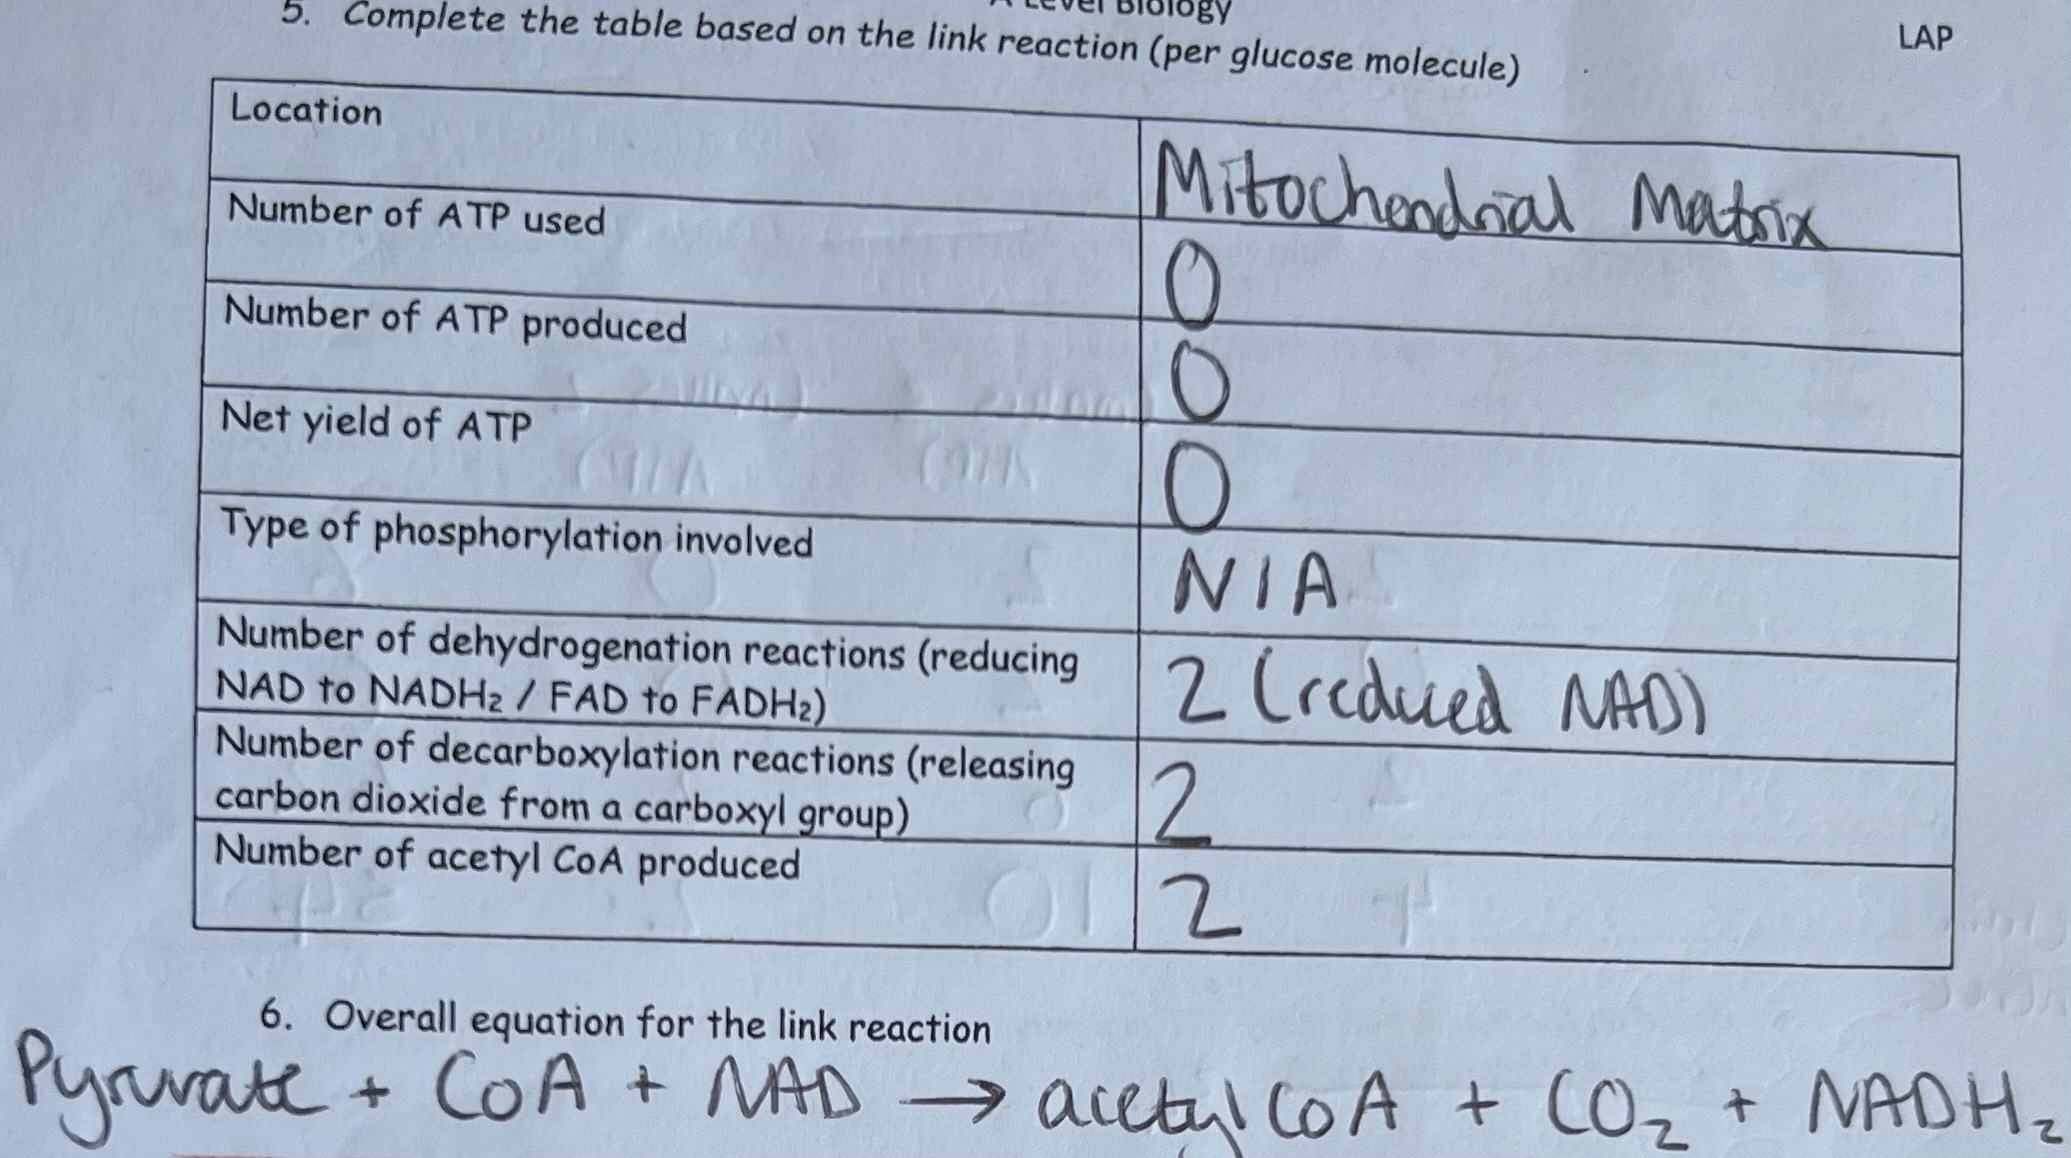 A Level Biology
LAP
5. Complete the table based on the link reaction (per glucose molecule)
Location
Mitochondrial Matrix
Number of ATP used
0
Number of ATP produced
0
Net yield of ATP
0
Type of phosphorylation involved
N/A
Number of dehydrogenation reactions (reducing
NAD to NADH₂ / FAD to FADH₂)
2 (reduced NAD)
Number of decarboxylation reactions (releasing
carbon dioxide from a carboxyl group)
2
Number of acetyl CoA produced
2
6. Overall equation for the link reaction
Pyruvate + CoA + NAD → acetyl CoA + CO₂ + NADH₂